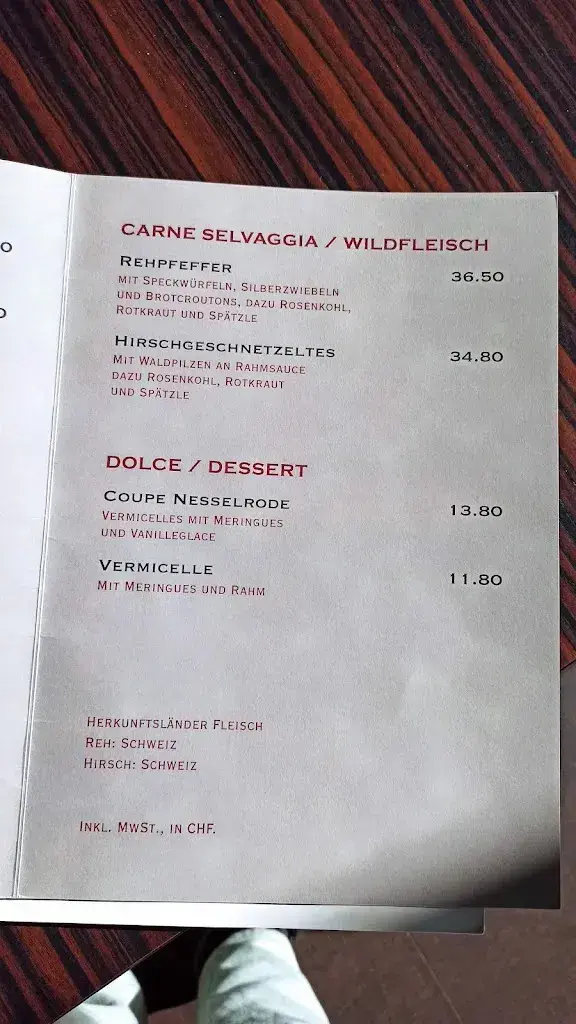 CARNE SELVAGGIA / WILDFLEISCH
REHPFEFFER 36.50
MIT SPECKWÜRFELN, SILBERZWIEBELN
UND BROTCROUTONS, DAZU ROSENKOHL,
ROTKRAUT UND SPÄTZLE
HIRSCHGESCHNETZELTES 34.80
MIT WALDPILZEN AN RAHMSAUCE
DAZU ROSENKOHL, ROTKRAUT
UND SPÄTZLE
DOLCE / DESSERT
COUPE NESSELRODE 13.80
VERMICELLES MIT MERINGUES
UND VANILLEGLACE
VERMICELLE 11.80
MIT MERINGUES UND RAHM
HERKUNFTSLÄNDER FLEISCH
REH: SCHWEIZ
HIRSCH: SCHWEIZ
INKL. MWST., IN CHF.